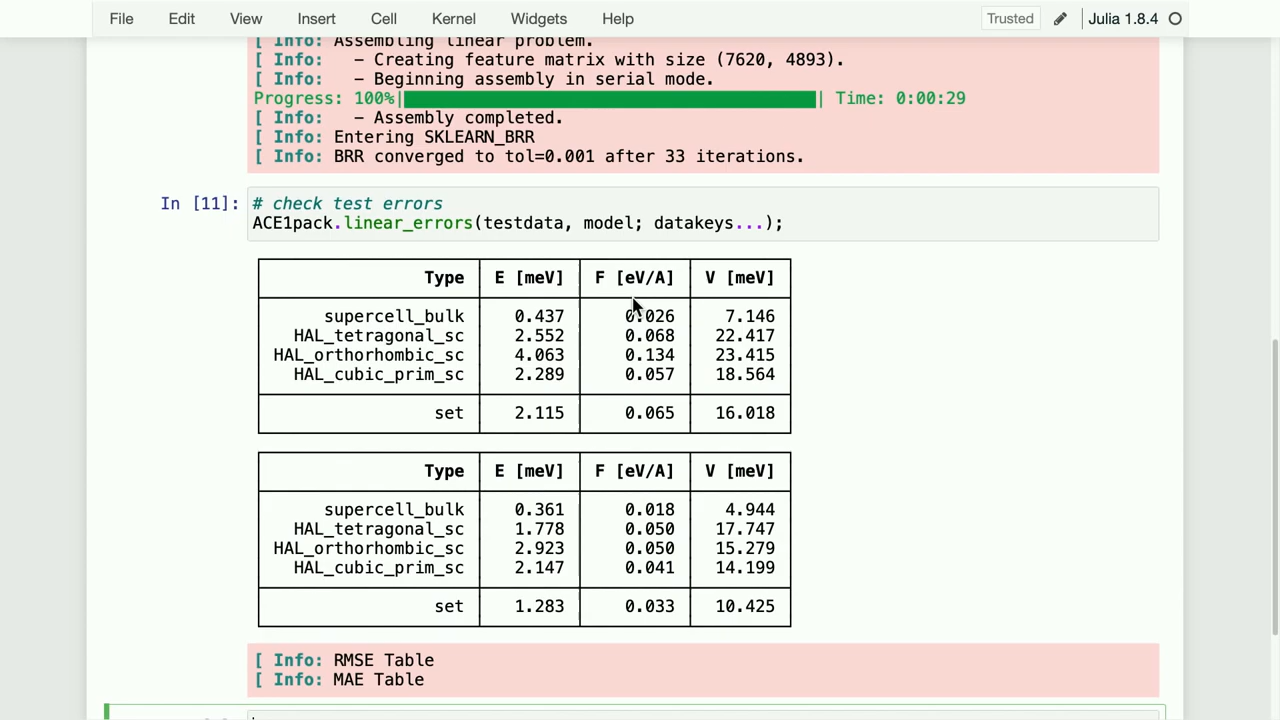 File Edit View Insert Cell Kernel Widgets Help Trusted Julia 1.8.4
[ Info: Assembling linear problem.
[ Info:   - Creating feature matrix with size (7620, 4893).
[ Info:   - Beginning assembly in serial mode.
Progress: 100%| | Time: 0:00:29
[ Info:   - Assembly completed.
[ Info: Entering SKLEARN_BRR
[ Info: BRR converged to tol=0.001 after 33 iterations.
In [11]: # check test errors
ACE1pack.linear_errors(testdata, model; datakeys...);
Type E [meV] F [eV/A] V [meV]
supercell_bulk 0.437 0.026 7.146
HAL_tetragonal_sc 2.552 0.068 22.417
HAL_orthorhombic_sc 4.063 0.134 23.415
HAL_cubic_prim_sc 2.289 0.057 18.564
set 2.115 0.065 16.018
Type E [meV] F [eV/A] V [meV]
supercell_bulk 0.361 0.018 4.944
HAL_tetragonal_sc 1.778 0.050 17.747
HAL_orthorhombic_sc 2.923 0.050 15.279
HAL_cubic_prim_sc 2.147 0.041 14.199
set 1.283 0.033 10.425
[ Info: RMSE Table
[ Info: MAE Table